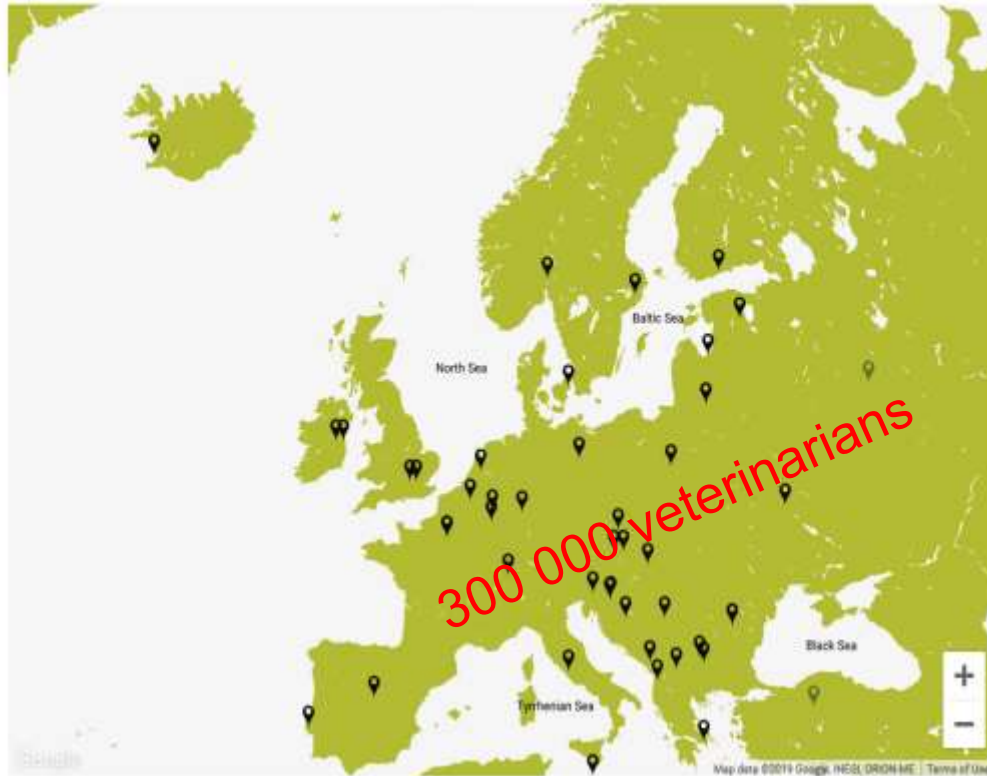 Baltic Sea
North Sea
300 000 veterinarians
Black Sea
Tyrrhenian Sea
+
−
Google
Map data ©2019 Google, INEGI, ORION-ME Terms of Use